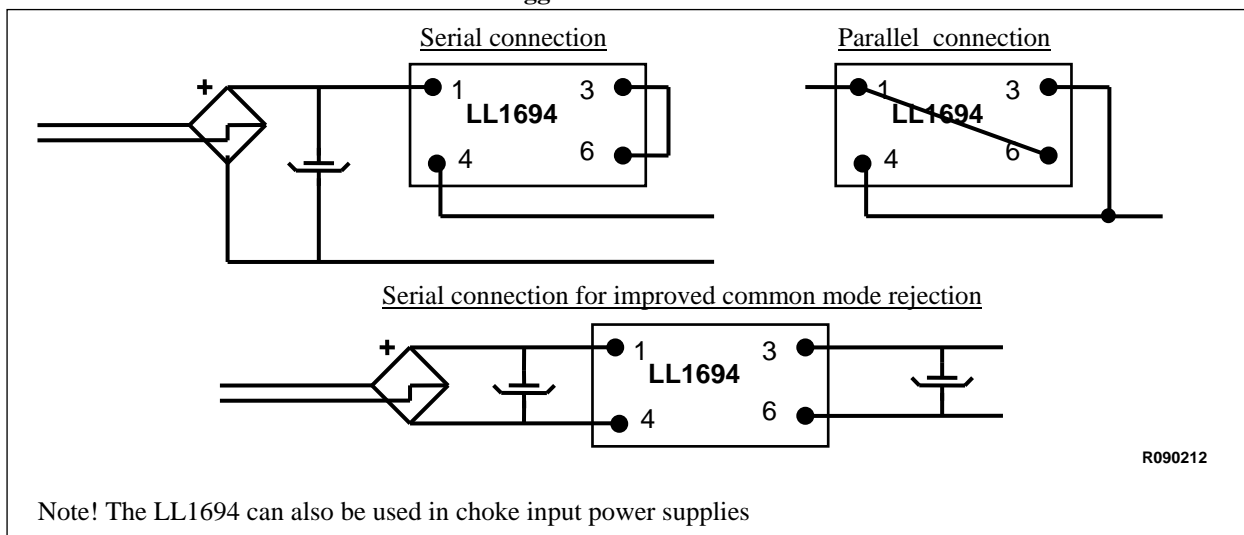 Serial connection
Parallel connection
+
1 3
LL1694
4 6
1 3
LL1694
4 6
Serial connection for improved common mode rejection
+
1 3
LL1694
4 6
R090212
Note! The LL1694 can also be used in choke input power supplies